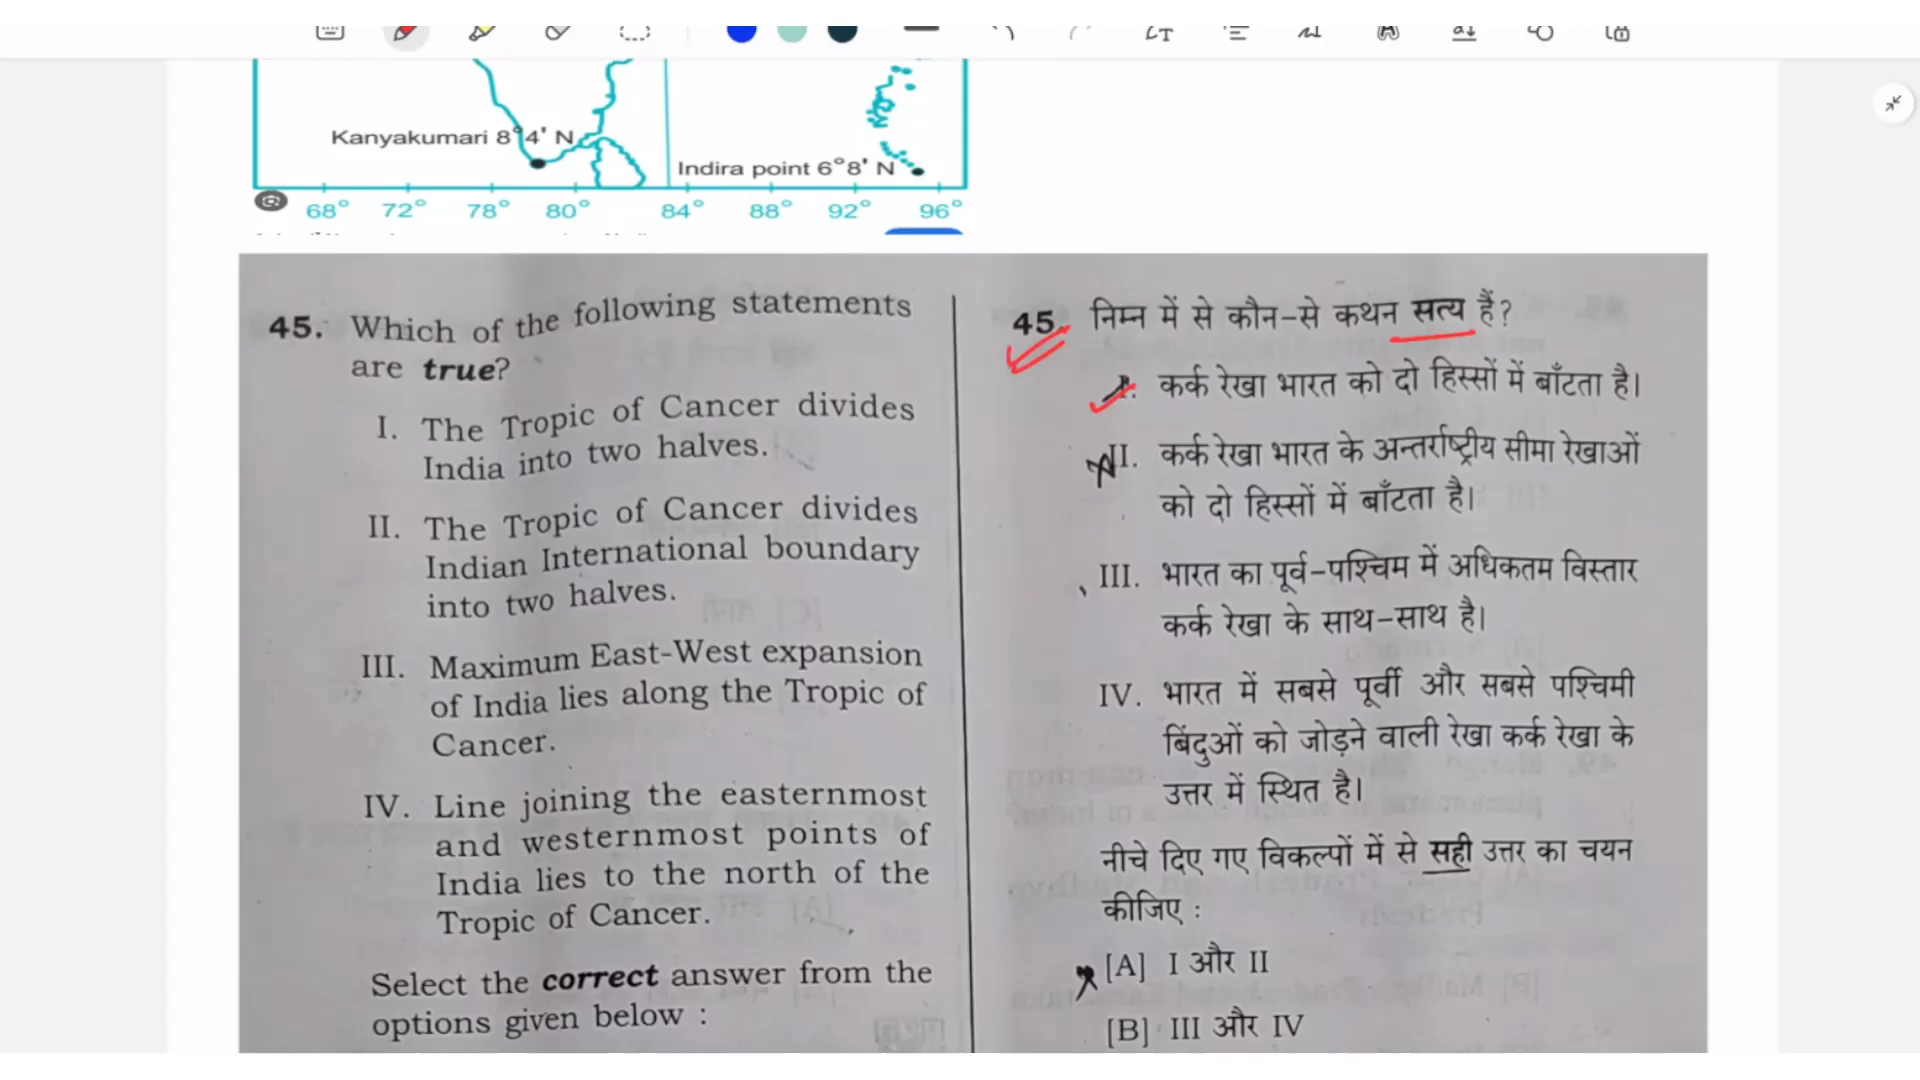 Kanyakumari 8°4' N
Indira point 6°8' N
68° 72° 78° 80° 84° 88° 92° 96°
45. Which of the following statements
are true?
I. The Tropic of Cancer divides
India into two halves.
II. The Tropic of Cancer divides
Indian International boundary
into two halves.
III. Maximum East-West expansion
of India lies along the Tropic of
Cancer.
IV. Line joining the easternmost
and westernmost points of
India lies to the north of the
Tropic of Cancer.
Select the correct answer from the
options given below :
45. निम्न में से कौन-से कथन सत्य हैं?
I. कर्क रेखा भारत को दो हिस्सों में बाँटता है।
II. कर्क रेखा भारत के अन्तर्राष्ट्रीय सीमा रेखाओं
को दो हिस्सों में बाँटता है।
III. भारत का पूर्व-पश्चिम में अधिकतम विस्तार
कर्क रेखा के साथ-साथ है।
IV. भारत में सबसे पूर्वी और सबसे पश्चिमी
बिंदुओं को जोड़ने वाली रेखा कर्क रेखा के
उत्तर में स्थित है।
नीचे दिए गए विकल्पों में से सही उत्तर का चयन
कीजिए :
[A] I और II
[B] III और IV